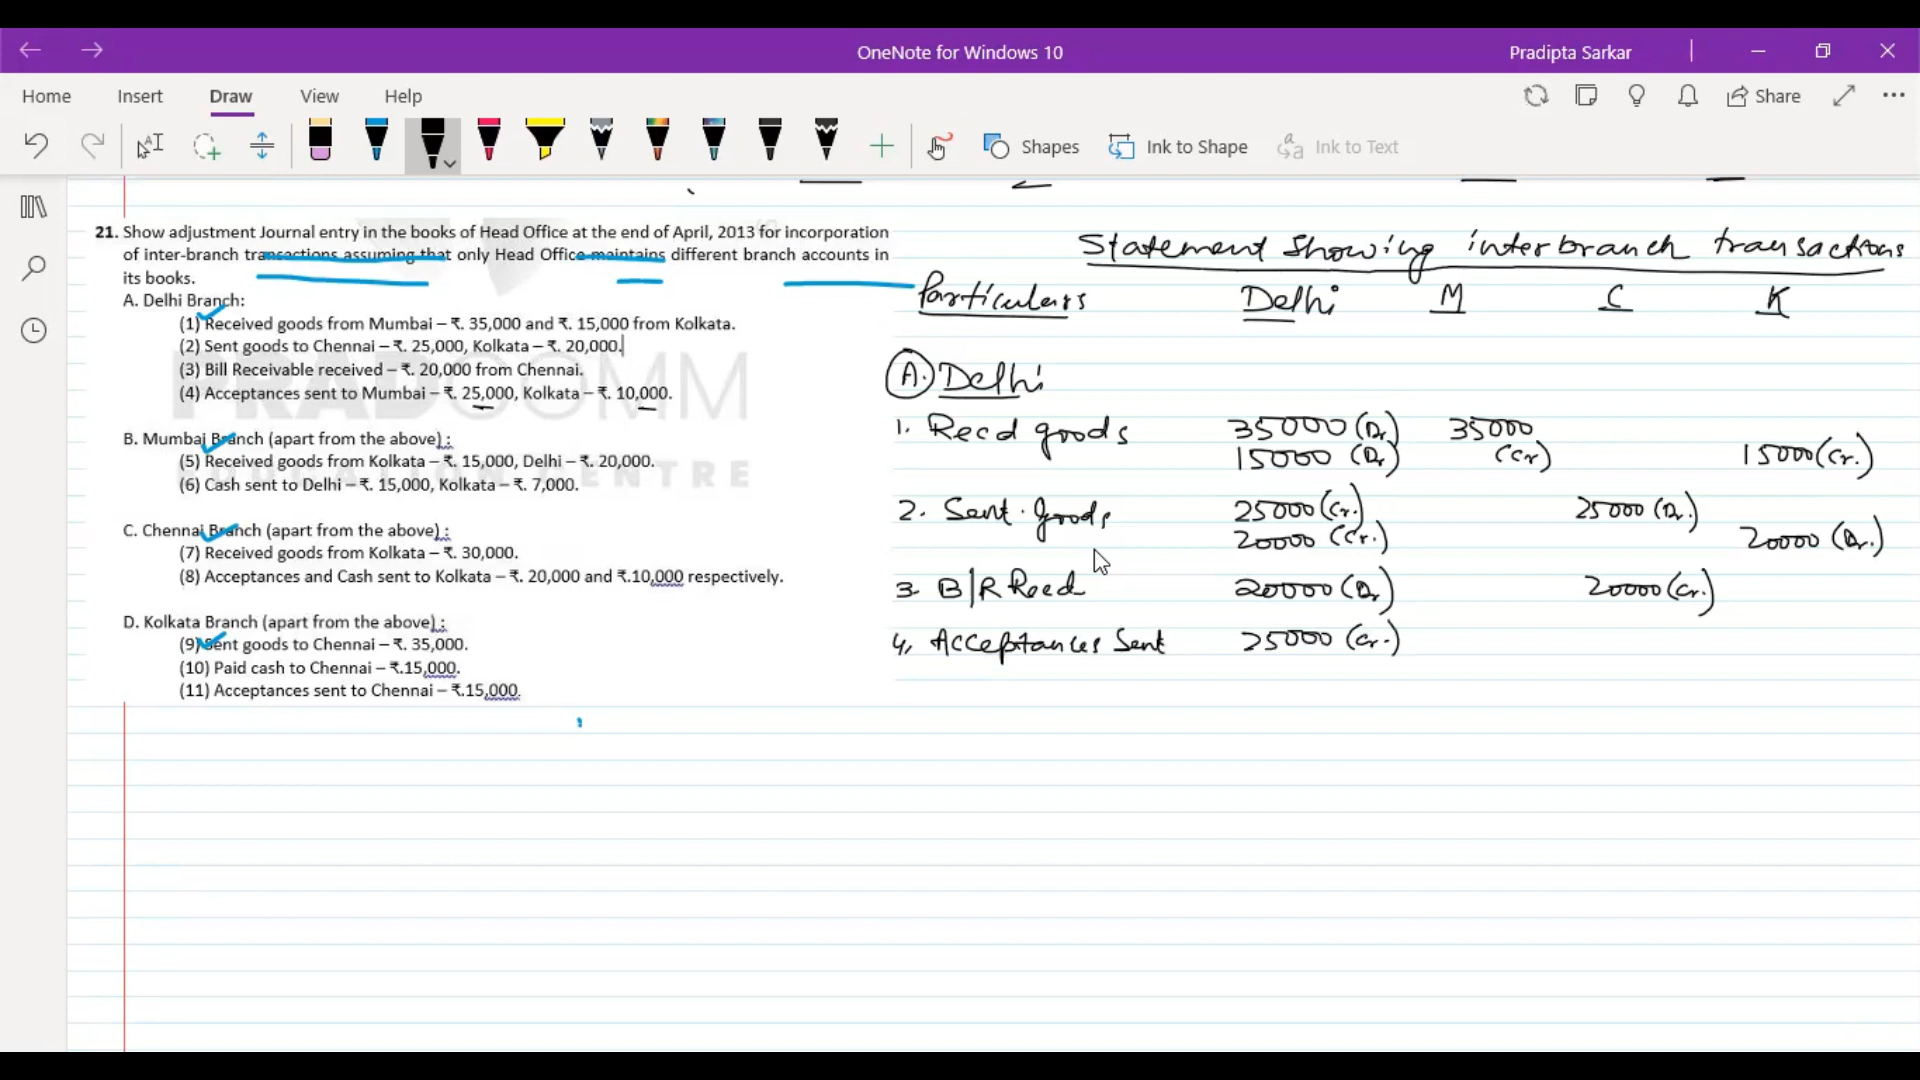 OneNote for Windows 10
Pradipta Sarkar
Home Insert Draw View Help
Share
Shapes Ink to Shape Ink to Text
21. Show adjustment Journal entry in the books of Head Office at the end of April, 2013 for incorporation
of inter-branch transactions assuming that only Head Office maintains different branch accounts in
its books.
A. Delhi Branch:
(1) Received goods from Mumbai – ₹. 35,000 and ₹. 15,000 from Kolkata.
(2) Sent goods to Chennai – ₹. 25,000, Kolkata – ₹. 20,000.
(3) Bill Receivable received – ₹. 20,000 from Chennai.
(4) Acceptances sent to Mumbai – ₹. 25,000, Kolkata – ₹. 10,000.
B. Mumbai Branch (apart from the above) :
(5) Received goods from Kolkata – ₹. 15,000, Delhi – ₹. 20,000.
(6) Cash sent to Delhi – ₹. 15,000, Kolkata – ₹. 7,000.
C. Chennai Branch (apart from the above) :
(7) Received goods from Kolkata – ₹. 30,000.
(8) Acceptances and Cash sent to Kolkata – ₹. 20,000 and ₹.10,000 respectively.
D. Kolkata Branch (apart from the above) :
(9) Sent goods to Chennai – ₹. 35,000.
(10) Paid cash to Chennai – ₹.15,000.
(11) Acceptances sent to Chennai – ₹.15,000.
PRADCOMM
EDUCATION CENTRE
Statement Showing interbranch transactions
Particulars Delhi M C K
A. Delhi
1. Recd goods 35000 (Dr) 35000
15000 (Dr) (Cr) 15000 (Cr.)
2. Sent goods 25000 (Cr.) 25000 (Dr.)
20000 (Cr.) 20000 (Dr.)
3. B/R Recd 20000 (Dr) 20000 (Cr.)
4. Acceptances Sent 25000 (Cr.)